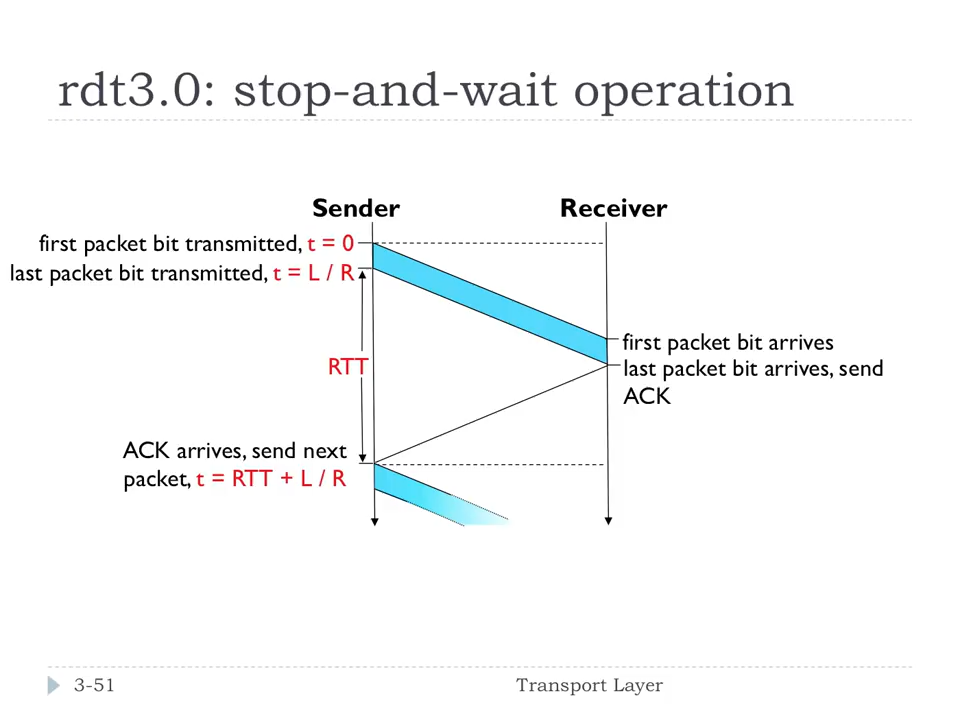 rdt3.0: stop-and-wait operation
Sender
Receiver
first packet bit transmitted, t = 0
last packet bit transmitted, t = L / R
first packet bit arrives
last packet bit arrives, send
ACK
RTT
ACK arrives, send next
packet, t = RTT + L / R
3-51
Transport Layer